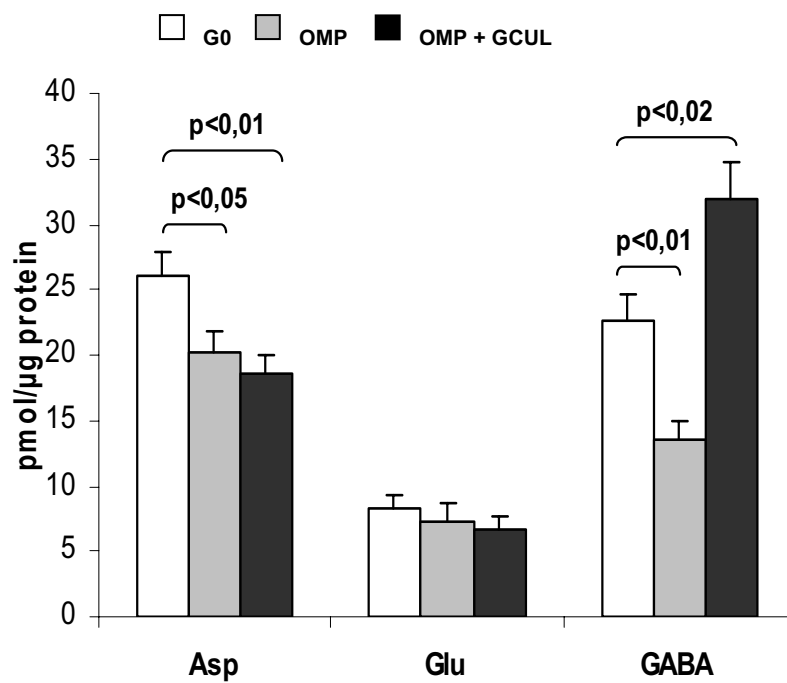 G0 OMP OMP + GCUL
40
p<0,01
p<0,02
35
p<0,05
30
p<0,01
25
20
15
10
5
0
pmol/µg protein
Asp Glu GABA